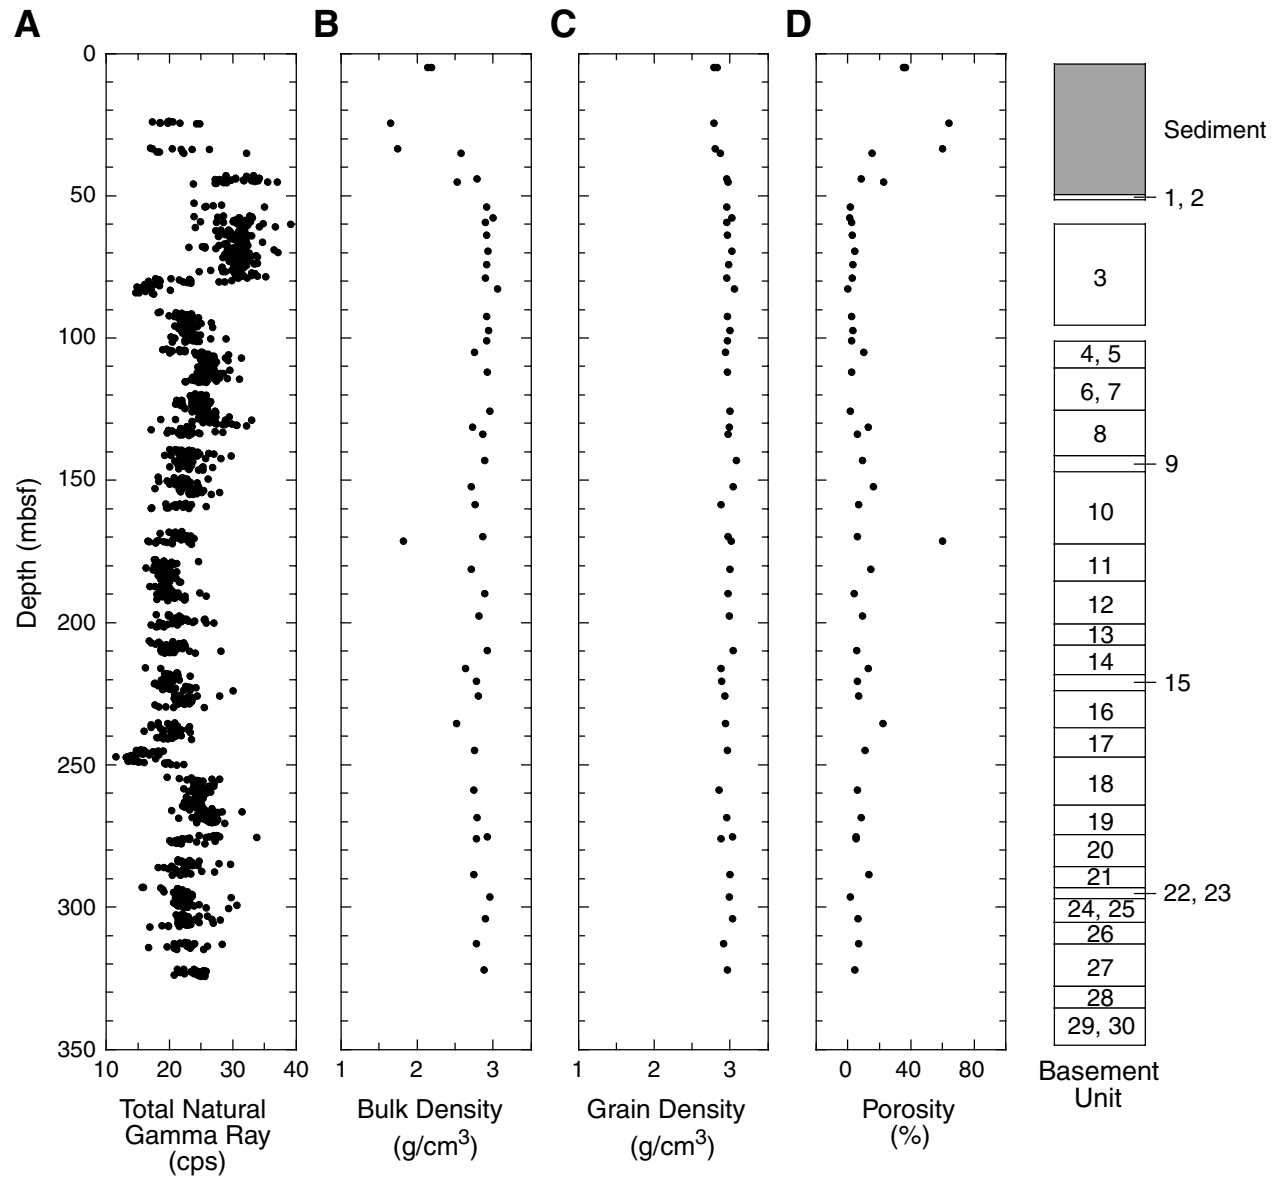 A
B
C
D
0
50
100
150
200
250
300
350
Depth (mbsf)
10 20 30 40
Total Natural
Gamma Ray
(cps)
1 2 3
Bulk Density
(g/cm³)
1 2 3
Grain Density
(g/cm³)
0 40 80
Porosity
(%)
Sediment
1, 2
3
4, 5
6, 7
8
9
10
11
12
13
14
15
16
17
18
19
20
21
22, 23
24, 25
26
27
28
29, 30
Basement
Unit